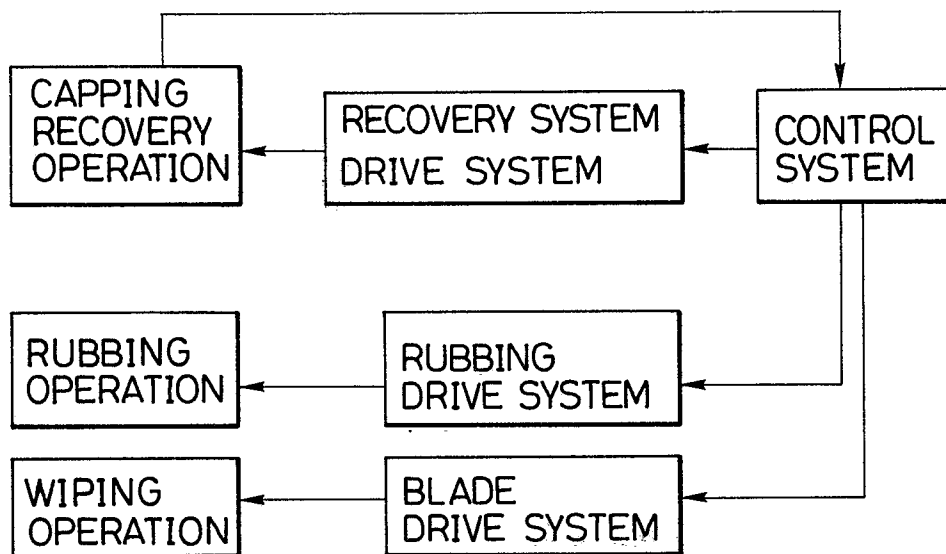 CAPPING
RECOVERY
OPERATION
RECOVERY SYSTEM
DRIVE SYSTEM
CONTROL
SYSTEM
RUBBING
OPERATION
RUBBING
DRIVE SYSTEM
WIPING
OPERATION
BLADE
DRIVE SYSTEM